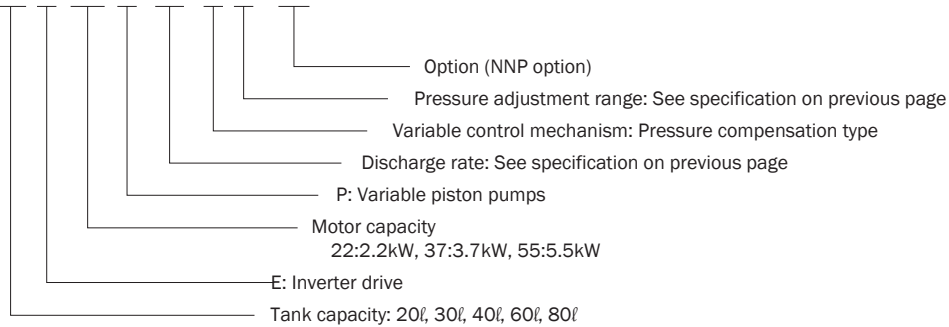 Option (NNP option)
Pressure adjustment range: See specification on previous page
Variable control mechanism: Pressure compensation type
Discharge rate: See specification on previous page
P: Variable piston pumps
Motor capacity
22:2.2kW, 37:3.7kW, 55:5.5kW
E: Inverter drive
Tank capacity: 20ℓ, 30ℓ, 40ℓ, 60ℓ, 80ℓ